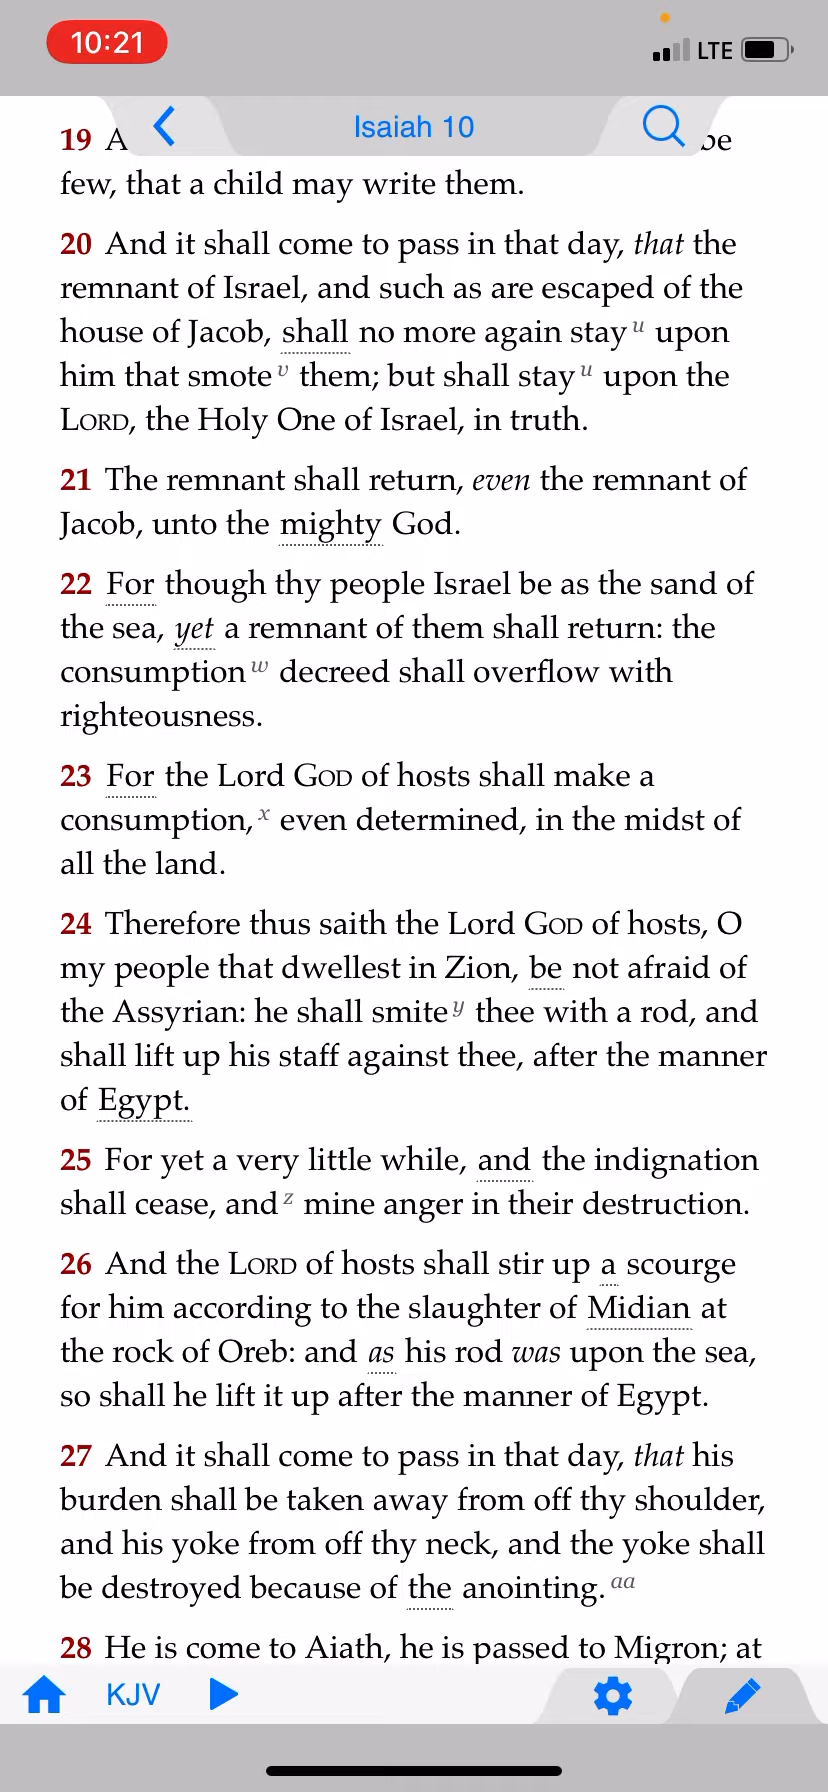 10:21
LTE
Isaiah 10
19 A be
few, that a child may write them.
20 And it shall come to pass in that day, that the
remnant of Israel, and such as are escaped of the
house of Jacob, shall no more again stay u upon
him that smote v them; but shall stay u upon the
LORD, the Holy One of Israel, in truth.
21 The remnant shall return, even the remnant of
Jacob, unto the mighty God.
22 For though thy people Israel be as the sand of
the sea, yet a remnant of them shall return: the
consumption w decreed shall overflow with
righteousness.
23 For the Lord GOD of hosts shall make a
consumption, x even determined, in the midst of
all the land.
24 Therefore thus saith the Lord GOD of hosts, O
my people that dwellest in Zion, be not afraid of
the Assyrian: he shall smite y thee with a rod, and
shall lift up his staff against thee, after the manner
of Egypt.
25 For yet a very little while, and the indignation
shall cease, and z mine anger in their destruction.
26 And the LORD of hosts shall stir up a scourge
for him according to the slaughter of Midian at
the rock of Oreb: and as his rod was upon the sea,
so shall he lift it up after the manner of Egypt.
27 And it shall come to pass in that day, that his
burden shall be taken away from off thy shoulder,
and his yoke from off thy neck, and the yoke shall
be destroyed because of the anointing. aa
28 He is come to Aiath, he is passed to Migron; at
KJV